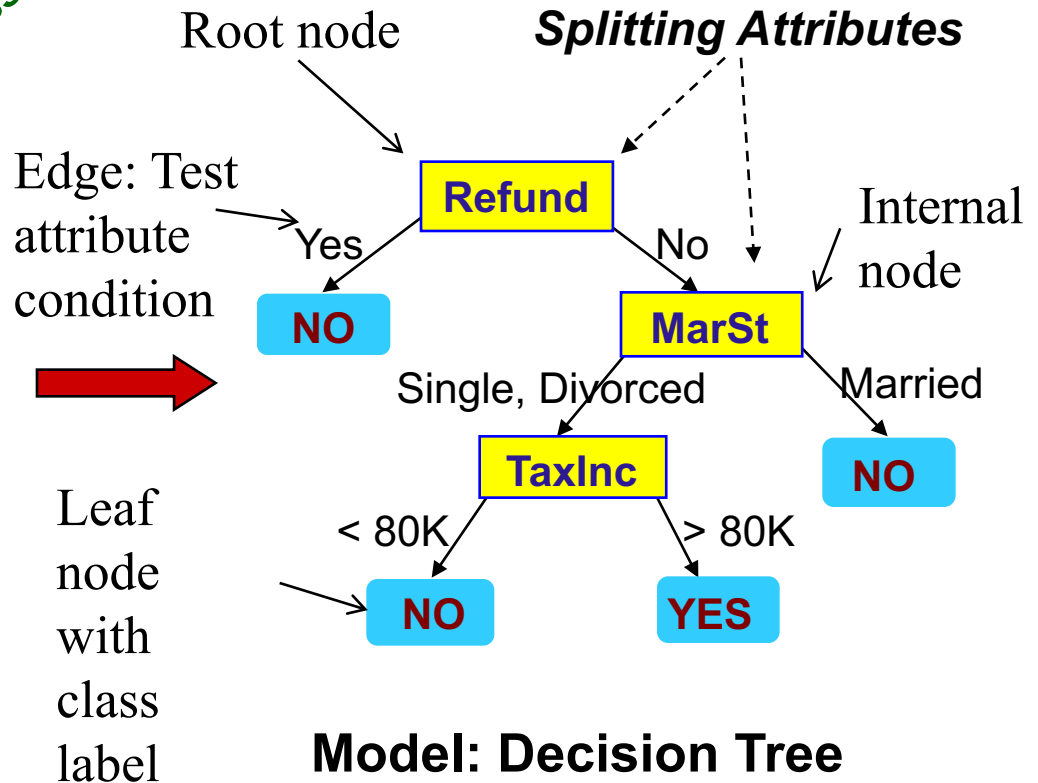 Root node
Splitting Attributes
Edge: Test
attribute
condition
Refund
Internal
node
Yes
No
NO
MarSt
Single, Divorced
Married
TaxInc
NO
Leaf
node
with
class
label
< 80K
> 80K
NO
YES
Model: Decision Tree